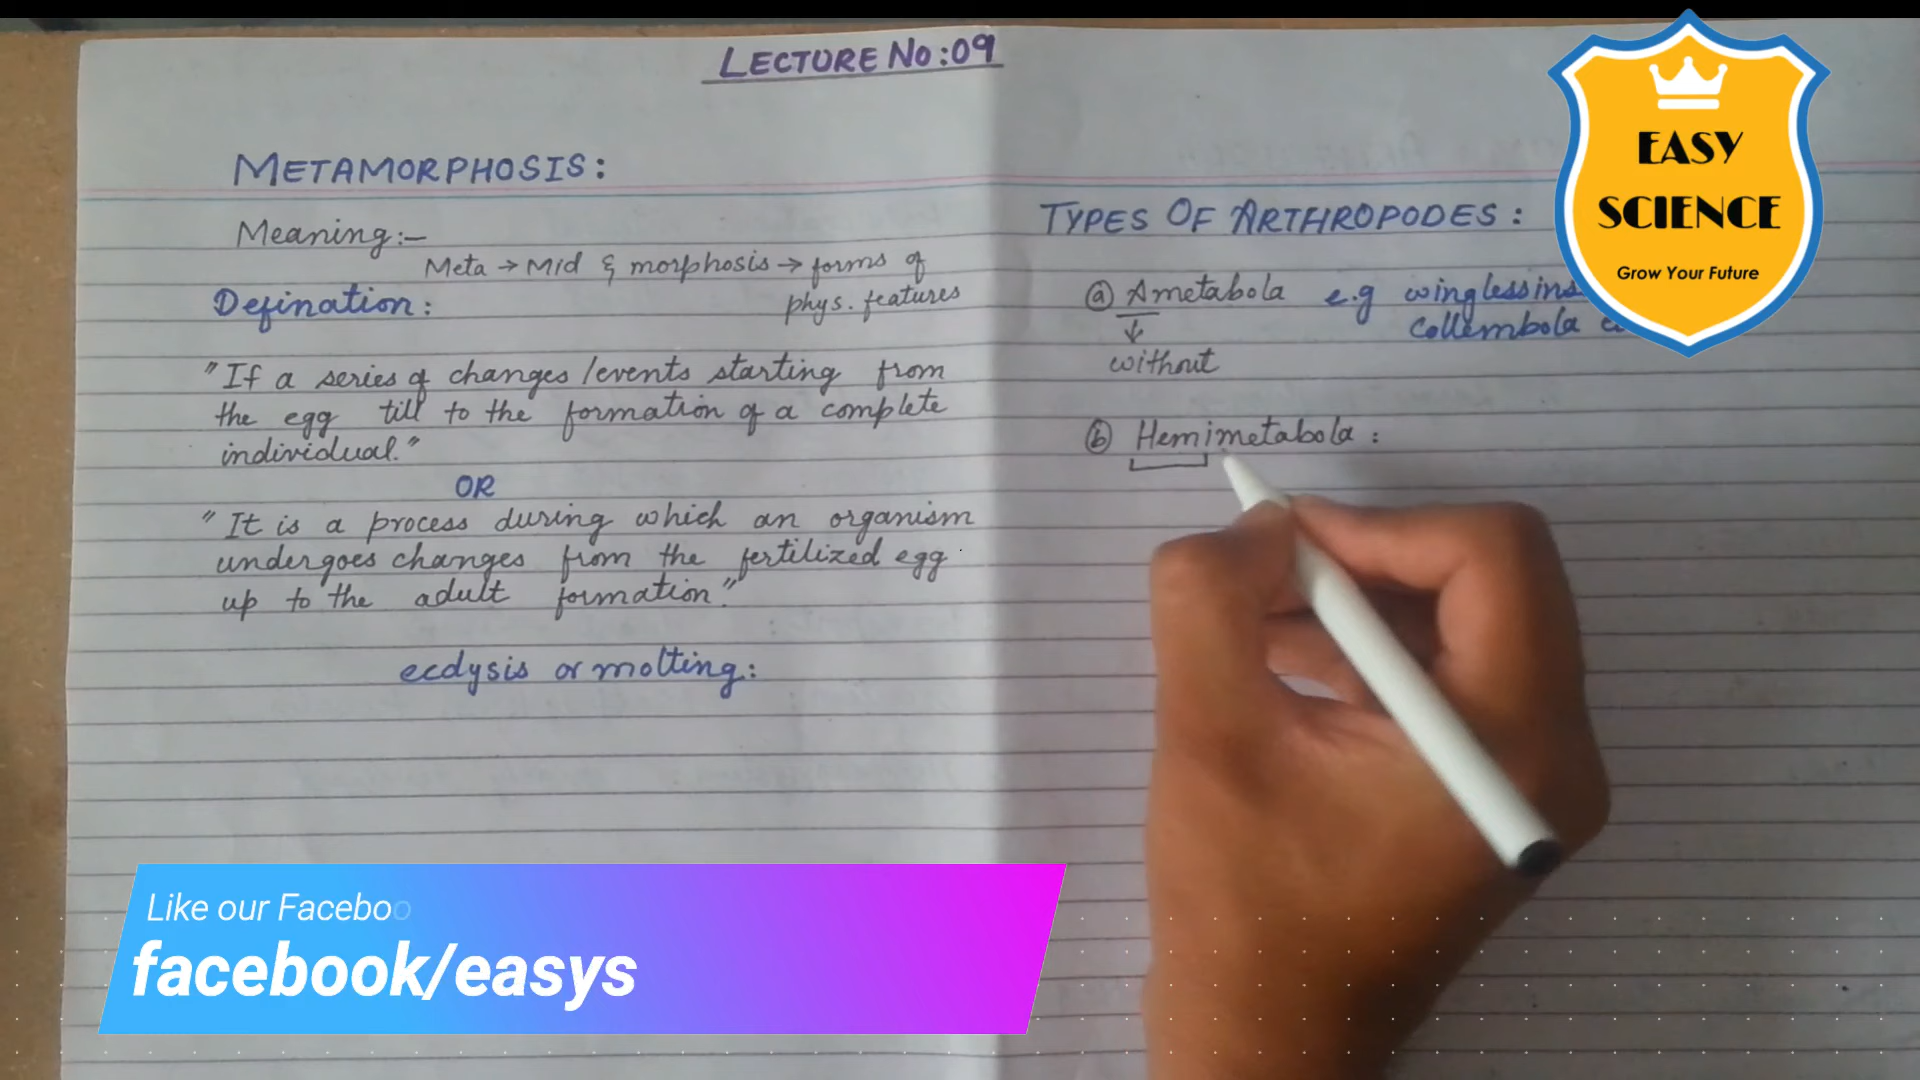 LECTURE No:09
METAMORPHOSIS:
Meaning:-
Meta → Mid & morphosis → forms of
phys. features
Defination:
"If a series of changes /events starting from
the egg till to the formation of a complete
individual."
OR
"It is a process during which an organism
undergoes changes from the fertilized egg
up to the adult formation."
ecdysis or molting:
TYPES OF ARTHROPODES:
(a) Ametabola e.g wingless ins
↓ Collembola
without
(b) Hemimetabola:
EASY
SCIENCE
Grow Your Future
Like our Faceboo
facebook/easys